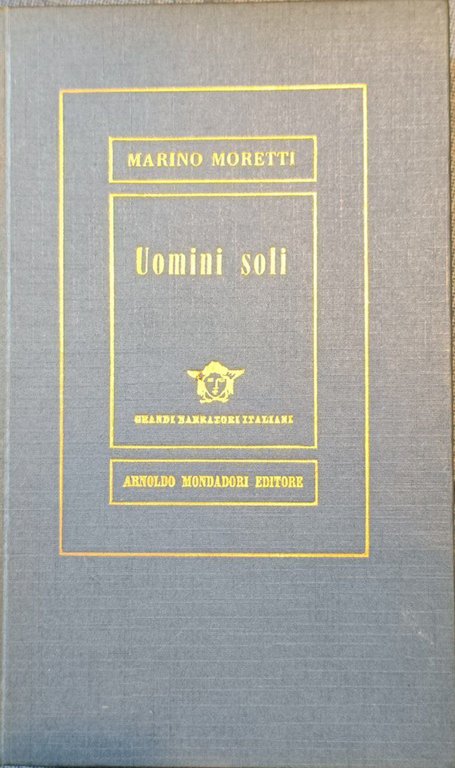 MARINO MORETTI
Uomini soli
GRANDI NARRATORI ITALIANI
ARNOLDO MONDADORI EDITORE